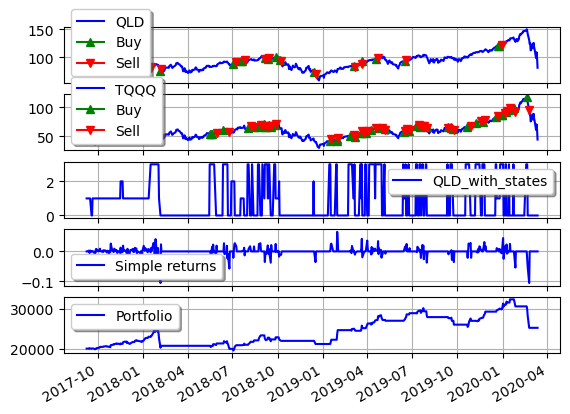 150
100
QLD
Buy
Sell
100
50
TQQQ
Buy
Sell
2
0
QLD_with_states
0.0
−0.1
Simple returns
30000
20000
Portfolio
2017-10
2018-01
2018-04
2018-07
2018-10
2019-01
2019-04
2019-07
2019-10
2020-01
2020-04